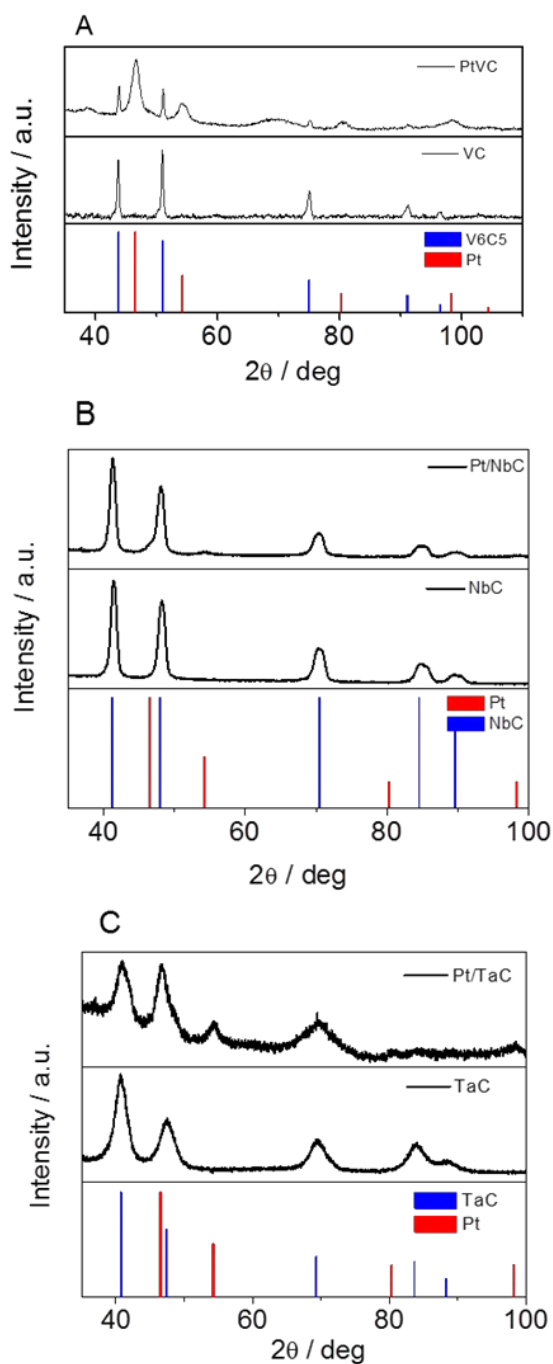 A
PtVC
VC
V6C5
Pt
Intensity / a.u.
40 60 80 100
2θ / deg
B
Pt/NbC
NbC
Pt
NbC
Intensity / a.u.
40 60 80 100
2θ / deg
C
Pt/TaC
TaC
TaC
Pt
Intensity / a.u.
40 60 80 100
2θ / deg